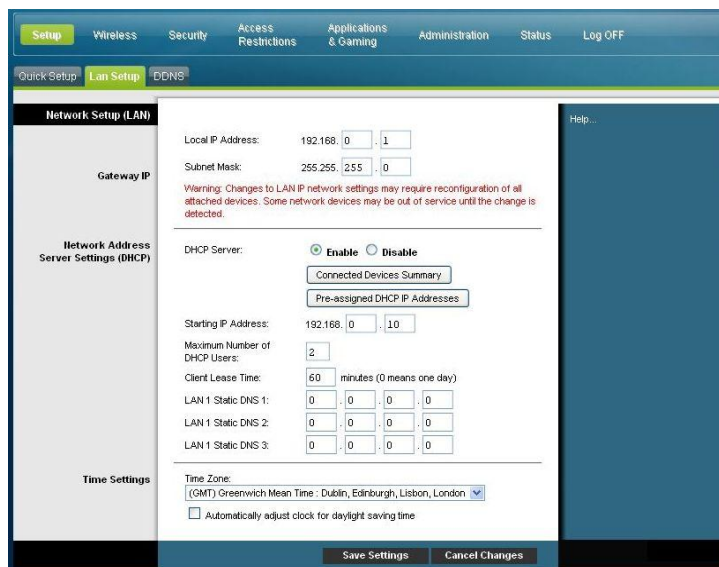 Setup Wireless Security Access Restrictions Applications & Gaming Administration Status Log OFF
Quick Setup Lan Setup DDNS
Network Setup (LAN)
Help...
Local IP Address: 192.168. 0 . 1
Gateway IP
Subnet Mask: 255.255. 255 . 0
Warning: Changes to LAN IP network settings may require reconfiguration of all
attached devices. Some network devices may be out of service until the change is
detected.
Network Address
Server Settings (DHCP)
DHCP Server: Enable Disable
Connected Devices Summary
Pre-assigned DHCP IP Addresses
Starting IP Address: 192.168. 0 . 10
Maximum Number of
DHCP Users: 2
Client Lease Time: 60 minutes (0 means one day)
LAN 1 Static DNS 1: 0 . 0 . 0 . 0
LAN 1 Static DNS 2: 0 . 0 . 0 . 0
LAN 1 Static DNS 3: 0 . 0 . 0 . 0
Time Settings
Time Zone:
(GMT) Greenwich Mean Time : Dublin, Edinburgh, Lisbon, London
Automatically adjust clock for daylight saving time
Save Settings Cancel Changes